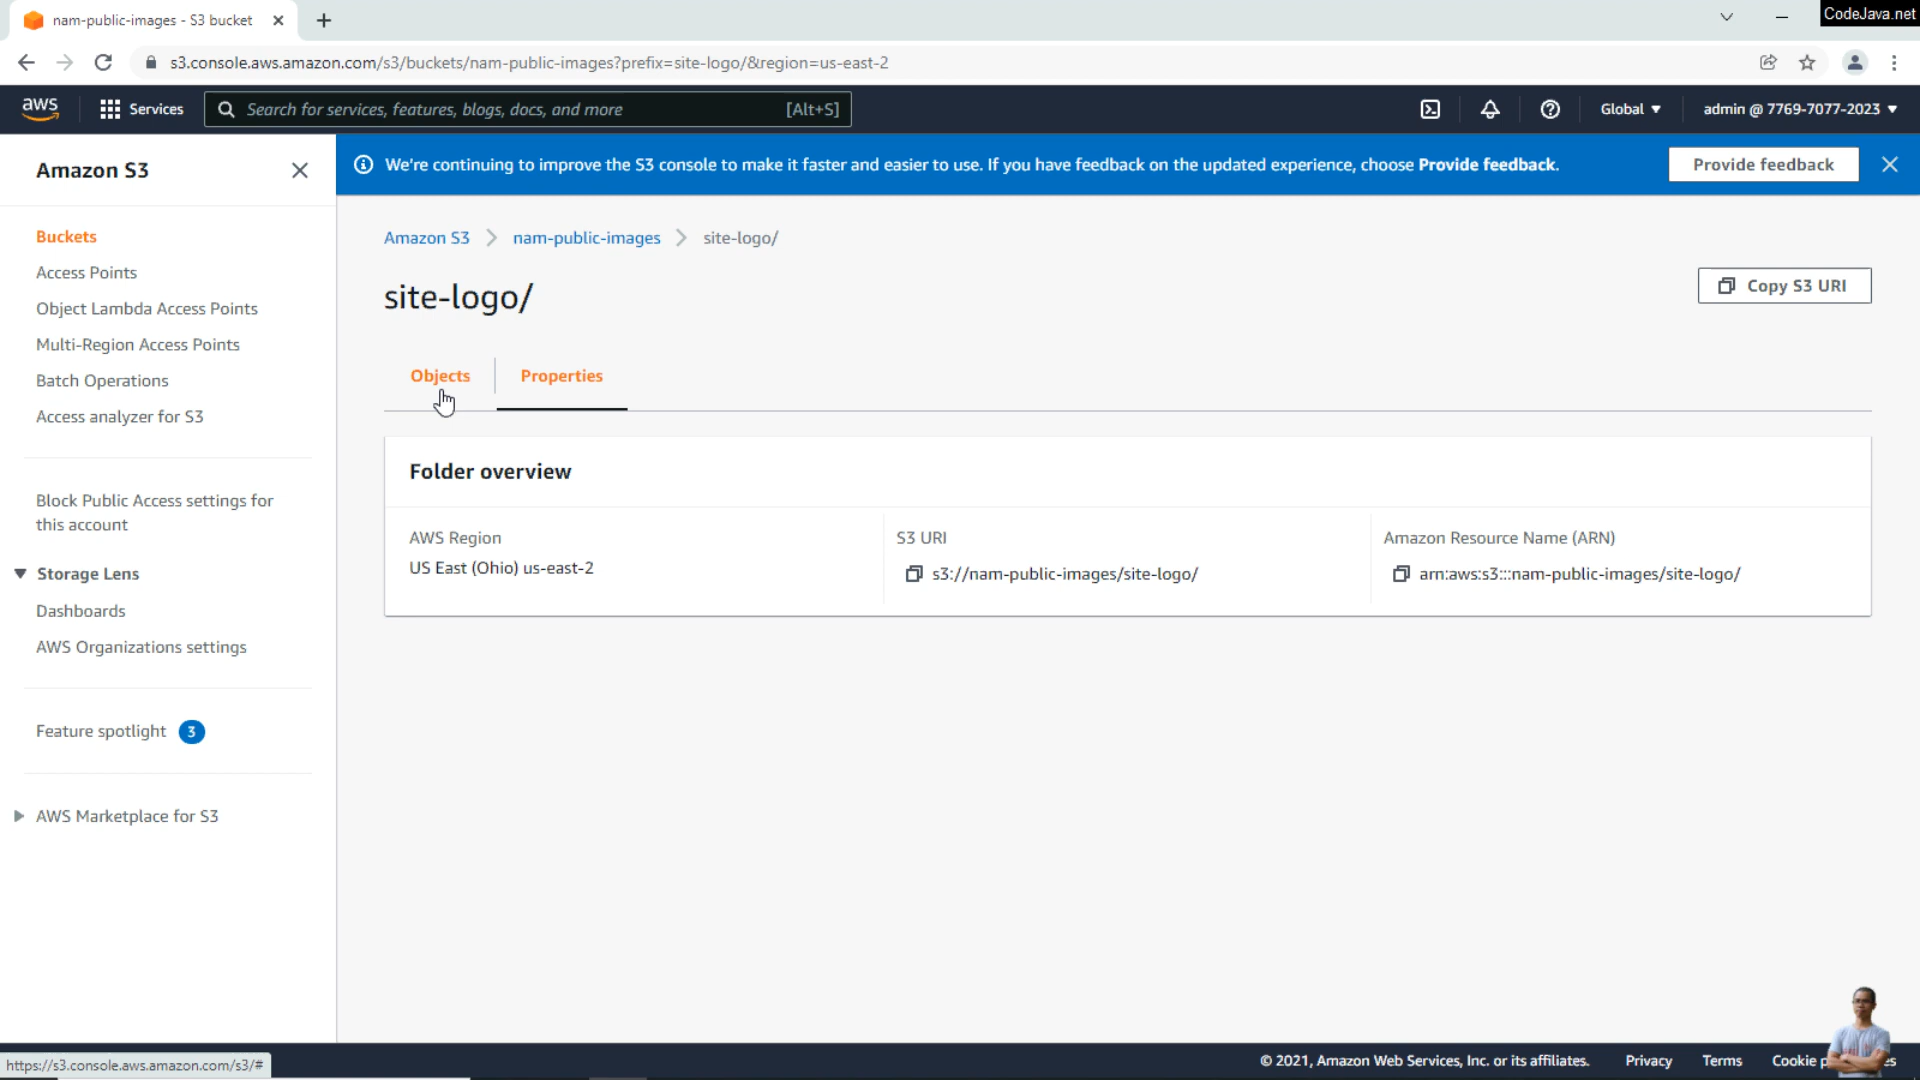 nam-public-images - S3 bucket
CodeJava.net
s3.console.aws.amazon.com/s3/buckets/nam-public-images?prefix=site-logo/&region=us-east-2
aws
Services
Search for services, features, blogs, docs, and more
[Alt+S]
Global
admin @ 7769-7077-2023
Amazon S3
We're continuing to improve the S3 console to make it faster and easier to use. If you have feedback on the updated experience, choose Provide feedback.
Provide feedback
Buckets
Access Points
Object Lambda Access Points
Multi-Region Access Points
Batch Operations
Access analyzer for S3
Block Public Access settings for
this account
Storage Lens
Dashboards
AWS Organizations settings
Feature spotlight 3
AWS Marketplace for S3
Amazon S3
nam-public-images
site-logo/
site-logo/
Copy S3 URI
Objects
Properties
Folder overview
AWS Region
US East (Ohio) us-east-2
S3 URI
s3://nam-public-images/site-logo/
Amazon Resource Name (ARN)
arn:aws:s3:::nam-public-images/site-logo/
https://s3.console.aws.amazon.com/s3/#
© 2021, Amazon Web Services, Inc. or its affiliates.
Privacy
Terms
Cookie